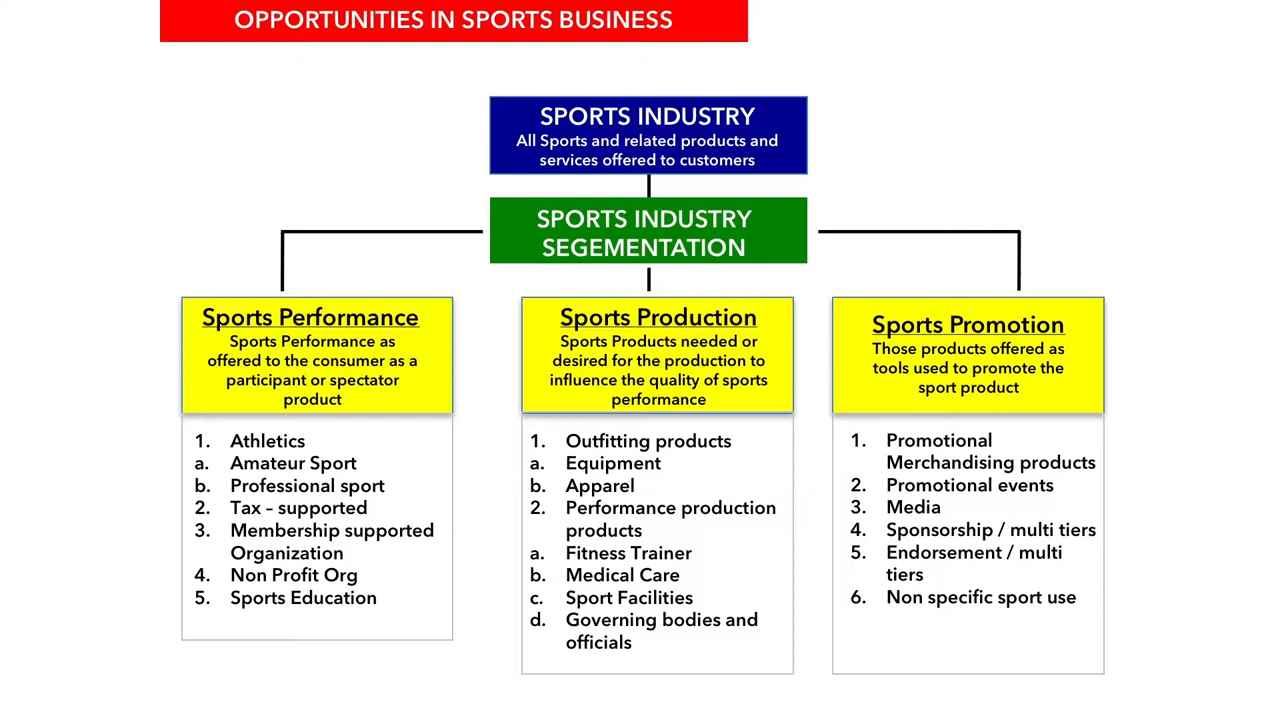 OPPORTUNITIES IN SPORTS BUSINESS
SPORTS INDUSTRY
All Sports and related products and
services offered to customers
SPORTS INDUSTRY
SEGEMENTATION
Sports Performance
Sports Performance as
offered to the consumer as a
participant or spectator
product
1. Athletics
a. Amateur Sport
b. Professional sport
2. Tax – supported
3. Membership supported
Organization
4. Non Profit Org
5. Sports Education
Sports Production
Sports Products needed or
desired for the production to
influence the quality of sports
performance
1. Outfitting products
a. Equipment
b. Apparel
2. Performance production
products
a. Fitness Trainer
b. Medical Care
c. Sport Facilities
d. Governing bodies and
officials
Sports Promotion
Those products offered as
tools used to promote the
sport product
1. Promotional
Merchandising products
2. Promotional events
3. Media
4. Sponsorship / multi tiers
5. Endorsement / multi
tiers
6. Non specific sport use